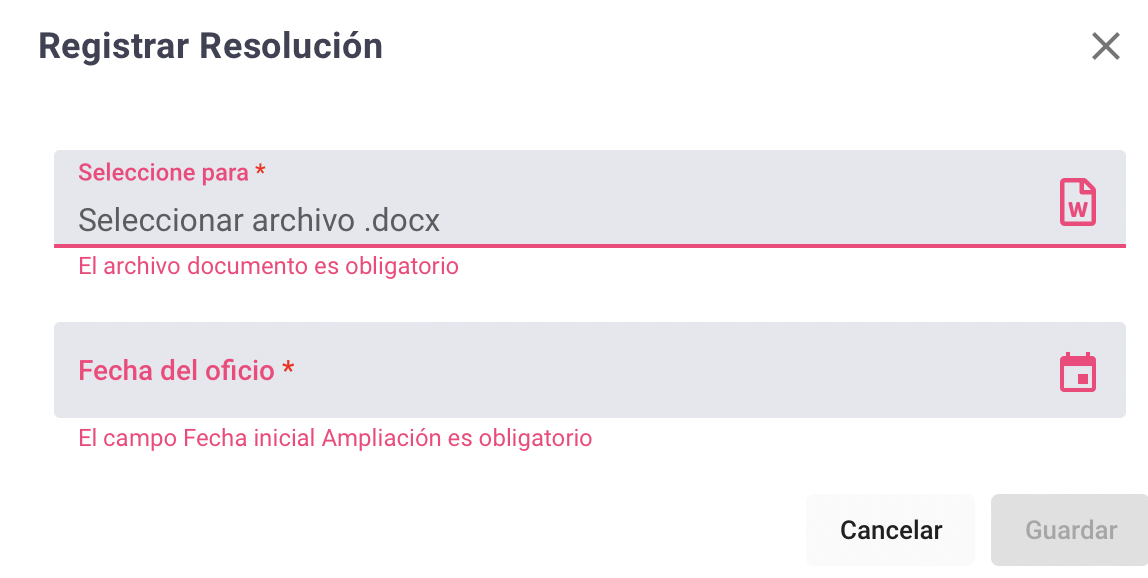 Registrar Resolución
Seleccione para *
Seleccionar archivo .docx
W
El archivo documento es obligatorio
Fecha del oficio *
El campo Fecha inicial Ampliación es obligatorio
Cancelar Guardar